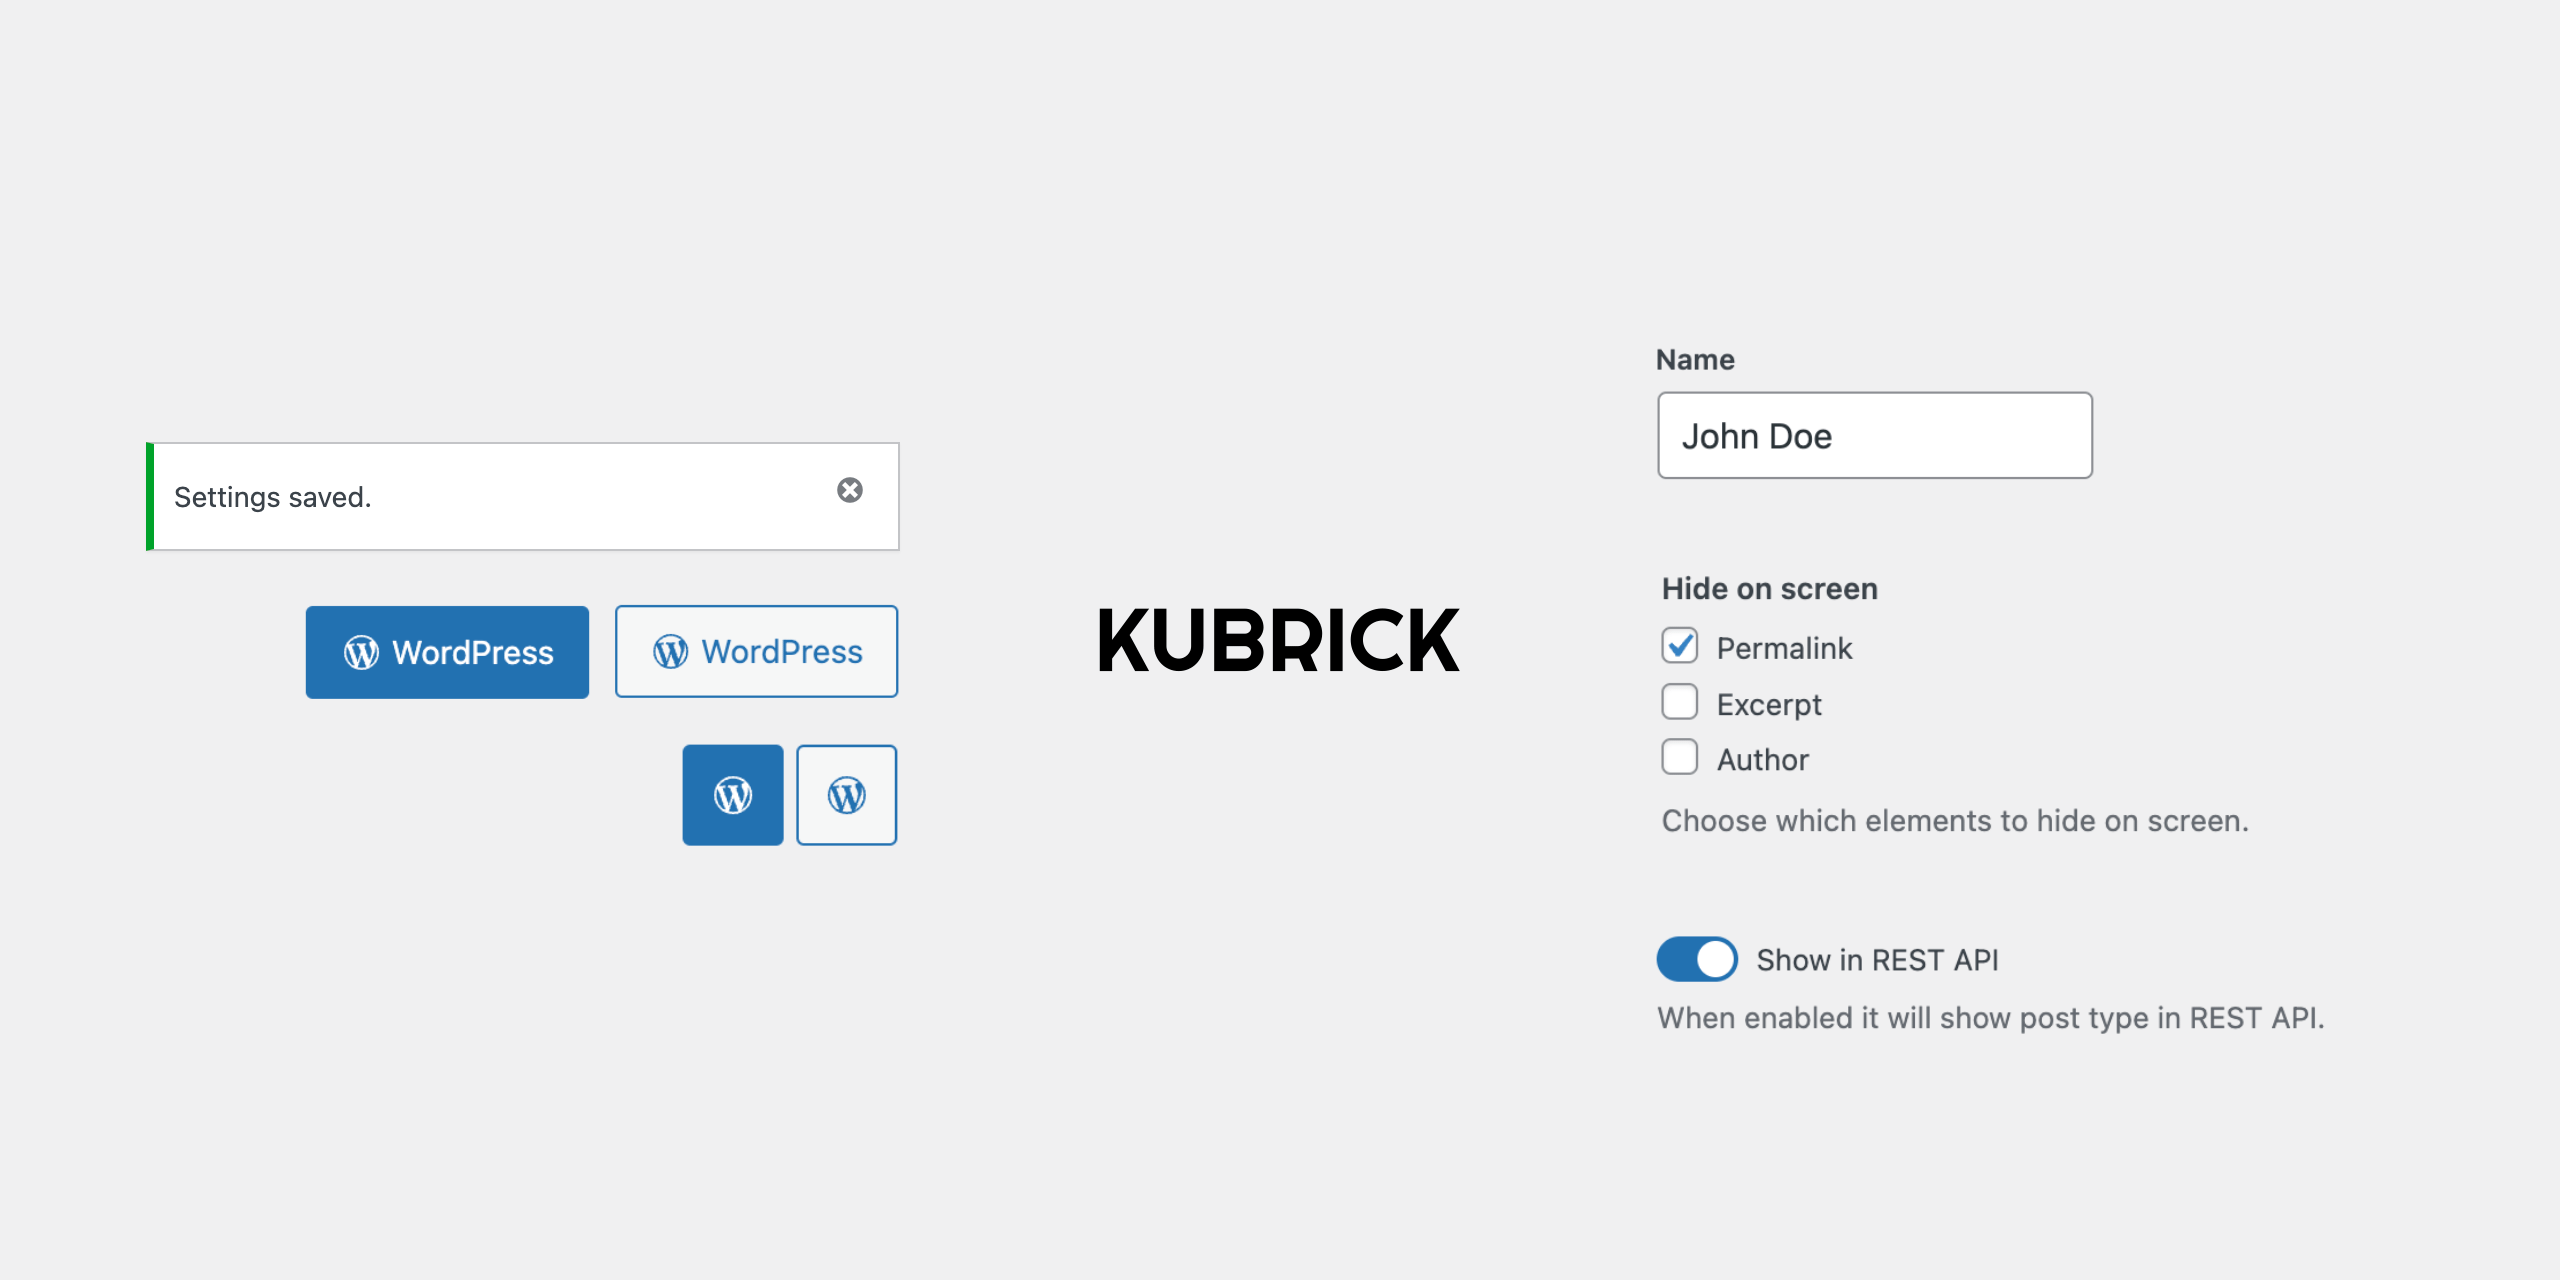 Settings saved.
WordPress
WordPress
KUBRICK
Name
John Doe
Hide on screen
Permalink
Excerpt
Author
Choose which elements to hide on screen.
Show in REST API
When enabled it will show post type in REST API.